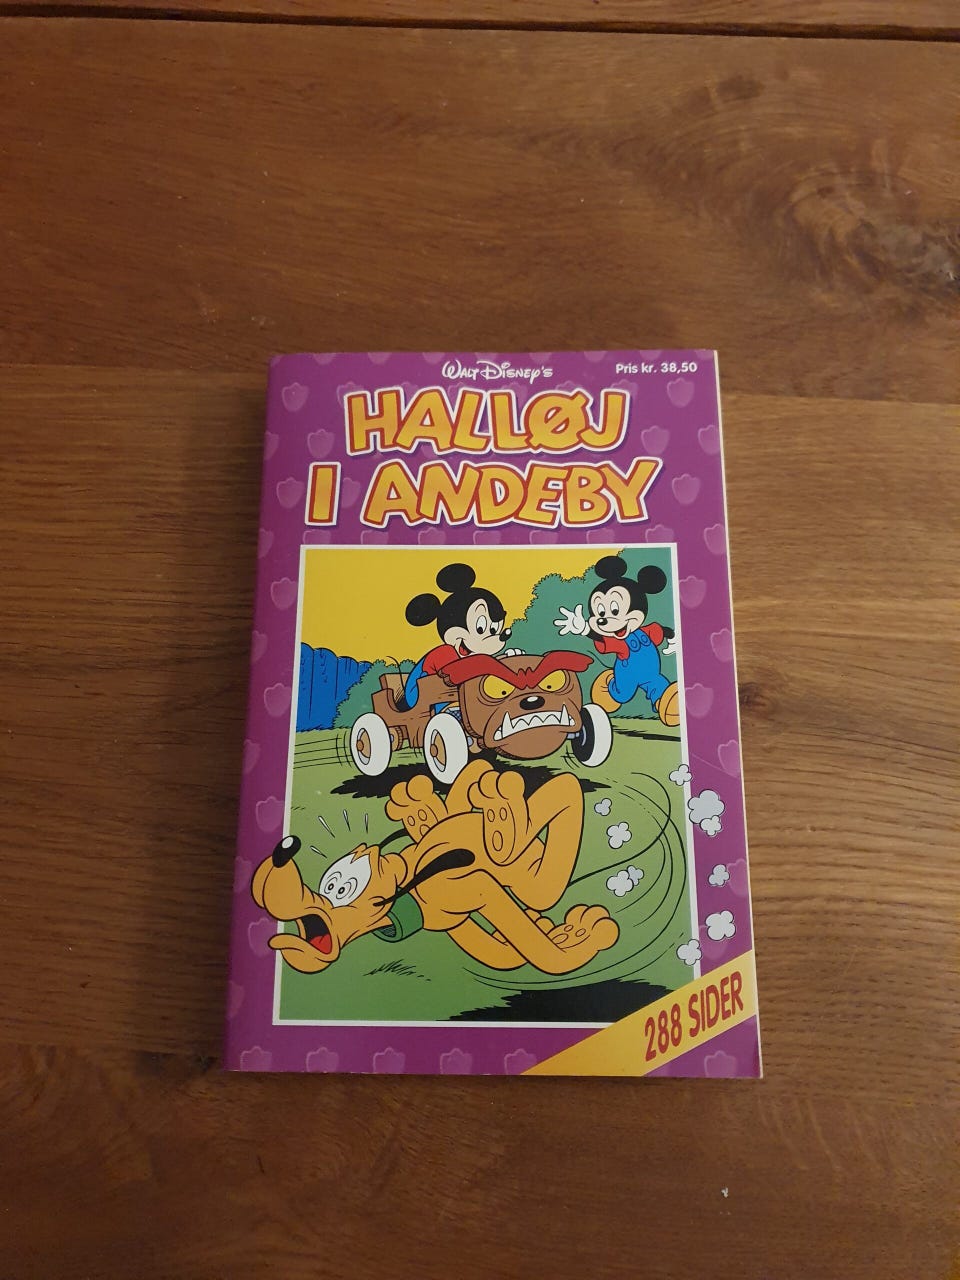 WALT DISNEY'S
Pris kr. 38,50
HALLØJ
I ANDEBY
288 SIDER